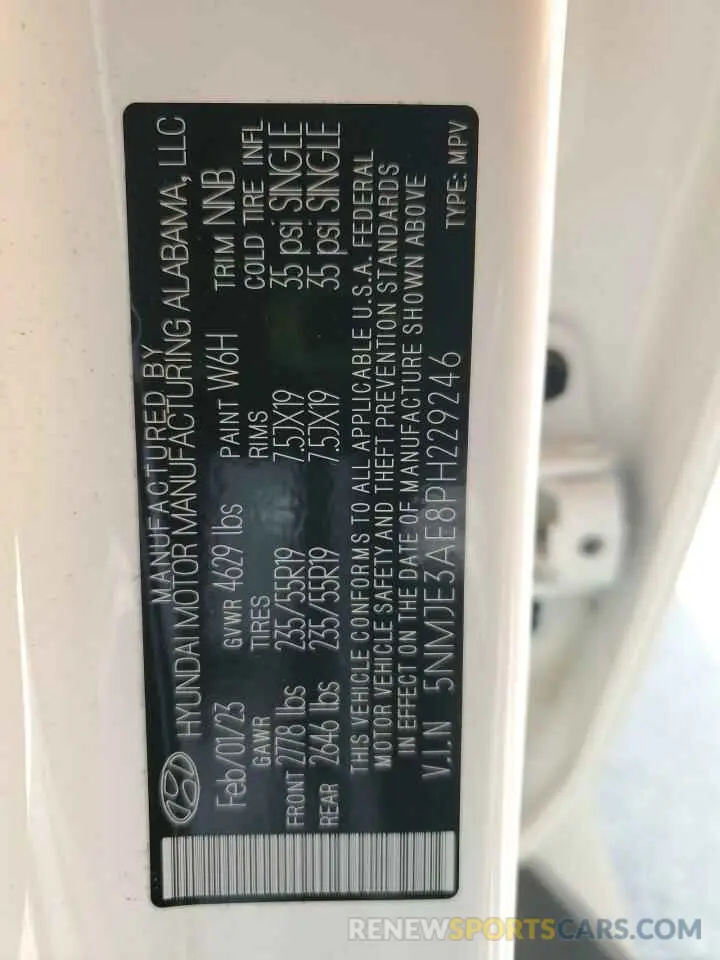 MANUFACTURED BY
HYUNDAI MOTOR MANUFACTURING ALABAMA, LLC
Feb/01/23 GVWR 4629 lbs PAINT W6H TRIM NNB
GAWR TIRES RIMS COLD TIRE INFL
FRONT 2778 lbs 235/55R19 7.5JX19 35 psi SINGLE
REAR 2646 lbs 235/55R19 7.5JX19 35 psi SINGLE
THIS VEHICLE CONFORMS TO ALL APPLICABLE U.S.A. FEDERAL
MOTOR VEHICLE SAFETY AND THEFT PREVENTION STANDARDS
IN EFFECT ON THE DATE OF MANUFACTURE SHOWN ABOVE
V.I.N 5NMJE3AE8PH229246
TYPE: MPV
RENEWSPORTSCARS.COM